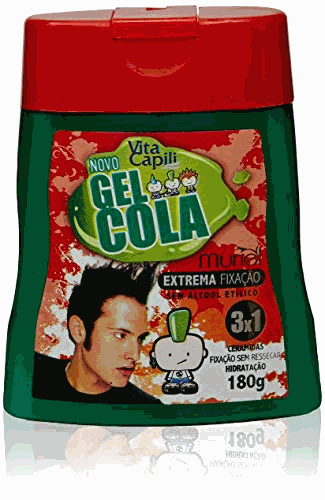 Vita
Capili
NOVO
GEL
COLA
muriel
EXTREMA FIXAÇÃO
SEM ÁLCOOL ETÍLICO
3x1
CERAMIDAS
FIXAÇÃO SEM RESSECAR
HIDRATAÇÃO
180g